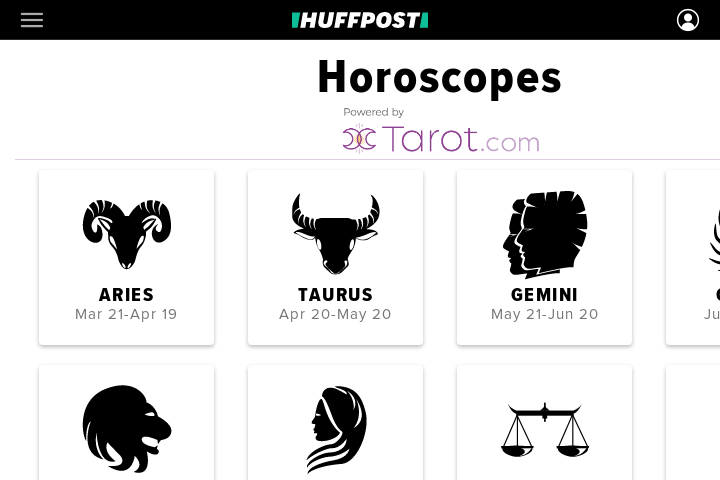 HUFFPOST
Horoscopes
Powered by
Tarot.com
ARIES
Mar 21-Apr 19
TAURUS
Apr 20-May 20
GEMINI
May 21-Jun 20